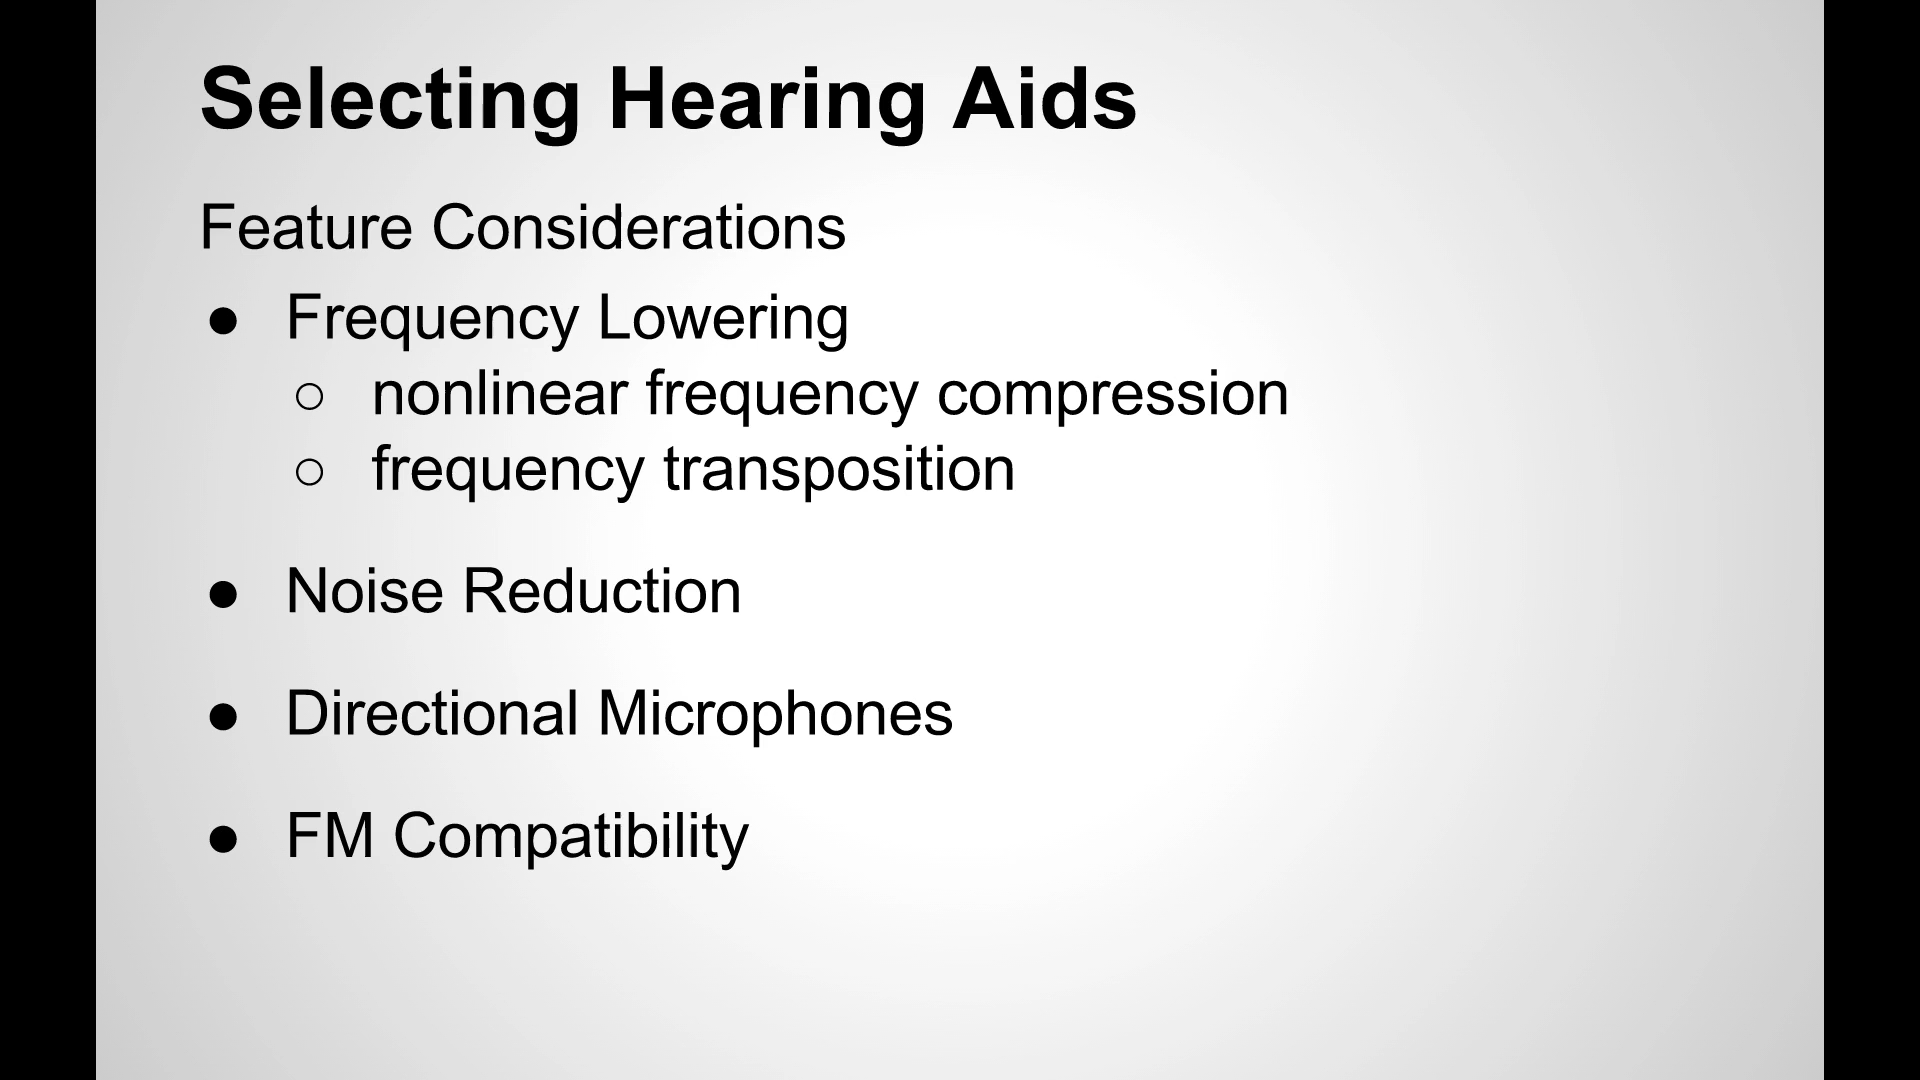 Selecting Hearing Aids
Feature Considerations
● Frequency Lowering
○ nonlinear frequency compression
○ frequency transposition
● Noise Reduction
● Directional Microphones
● FM Compatibility